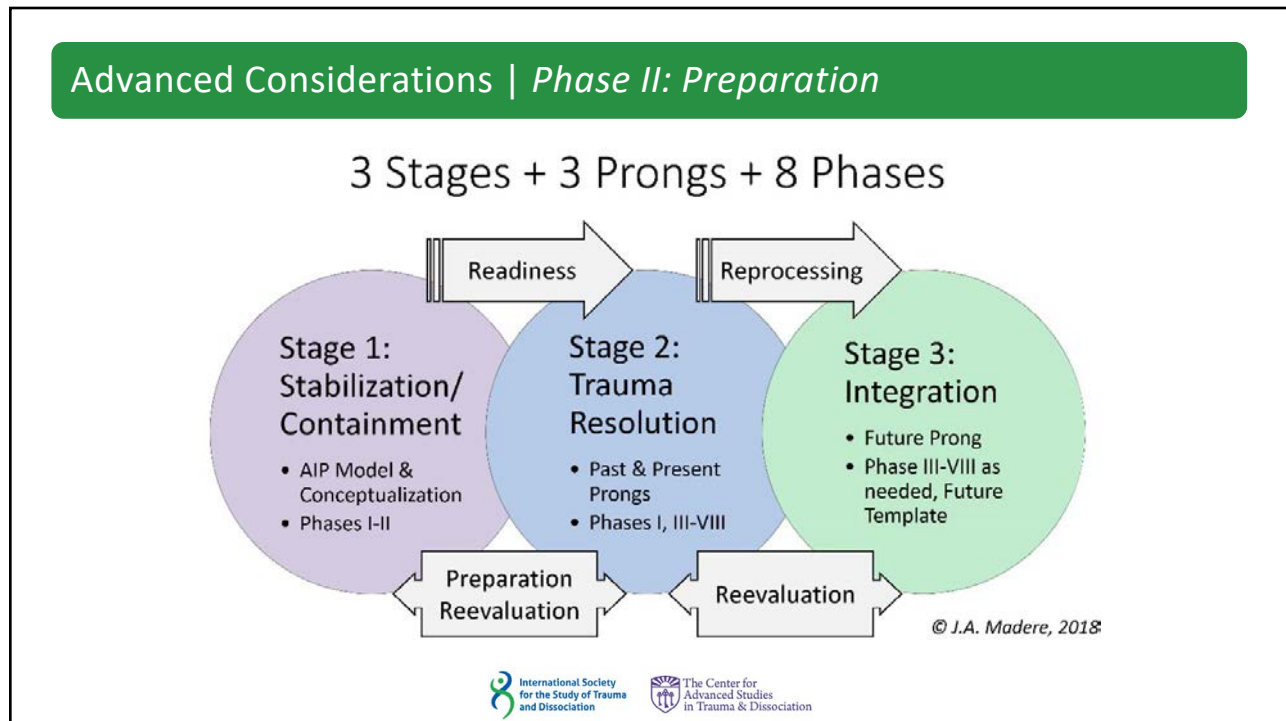 Advanced Considerations | Phase II: Preparation
3 Stages + 3 Prongs + 8 Phases
Readiness
Reprocessing
Stage 1:
Stabilization/
Containment
• AIP Model &
Conceptualization
• Phases I-II
Stage 2:
Trauma
Resolution
• Past & Present
Prongs
• Phases I, III-VIII
Stage 3:
Integration
• Future Prong
• Phase III-VIII as
needed, Future
Template
Preparation
Reevaluation
Reevaluation
© J.A. Madere, 2018
International Society
for the Study of Trauma
and Dissociation
The Center for
Advanced Studies
in Trauma & Dissociation